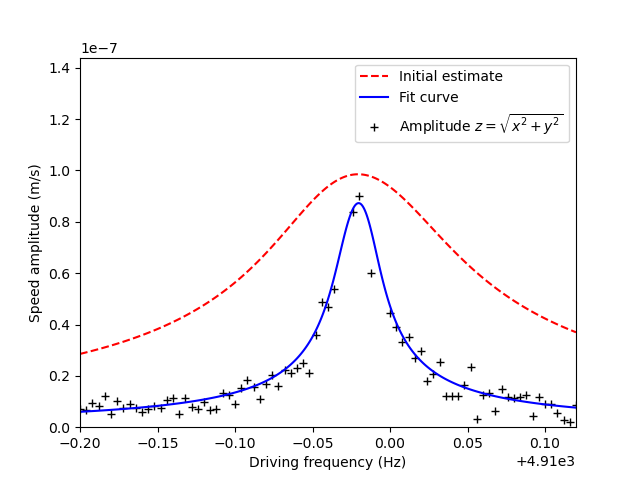 1e−7
1.4
1.2
1.0
0.8
0.6
0.4
0.2
0.0
Speed amplitude (m/s)
Initial estimate
Fit curve
Amplitude z = √x² + y²
−0.20 −0.15 −0.10 −0.05 0.00 0.05 0.10
Driving frequency (Hz)
+4.91e3